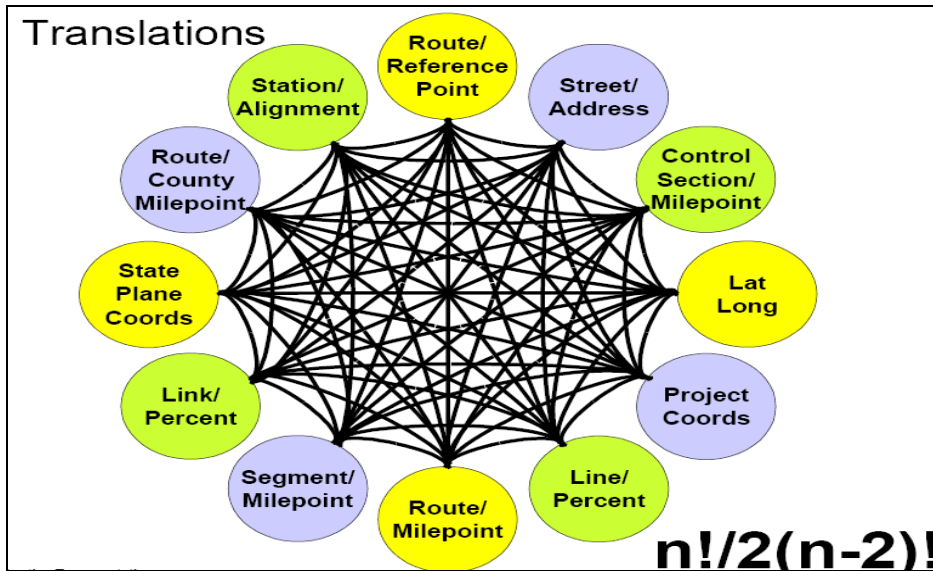 Translations
Route/
Reference
Point
Street/
Address
Control
Section/
Milepoint
Lat
Long
Project
Coords
Line/
Percent
Route/
Milepoint
Segment/
Milepoint
Link/
Percent
State
Plane
Coords
Route/
County
Milepoint
Station/
Alignment
n!/2(n-2)!